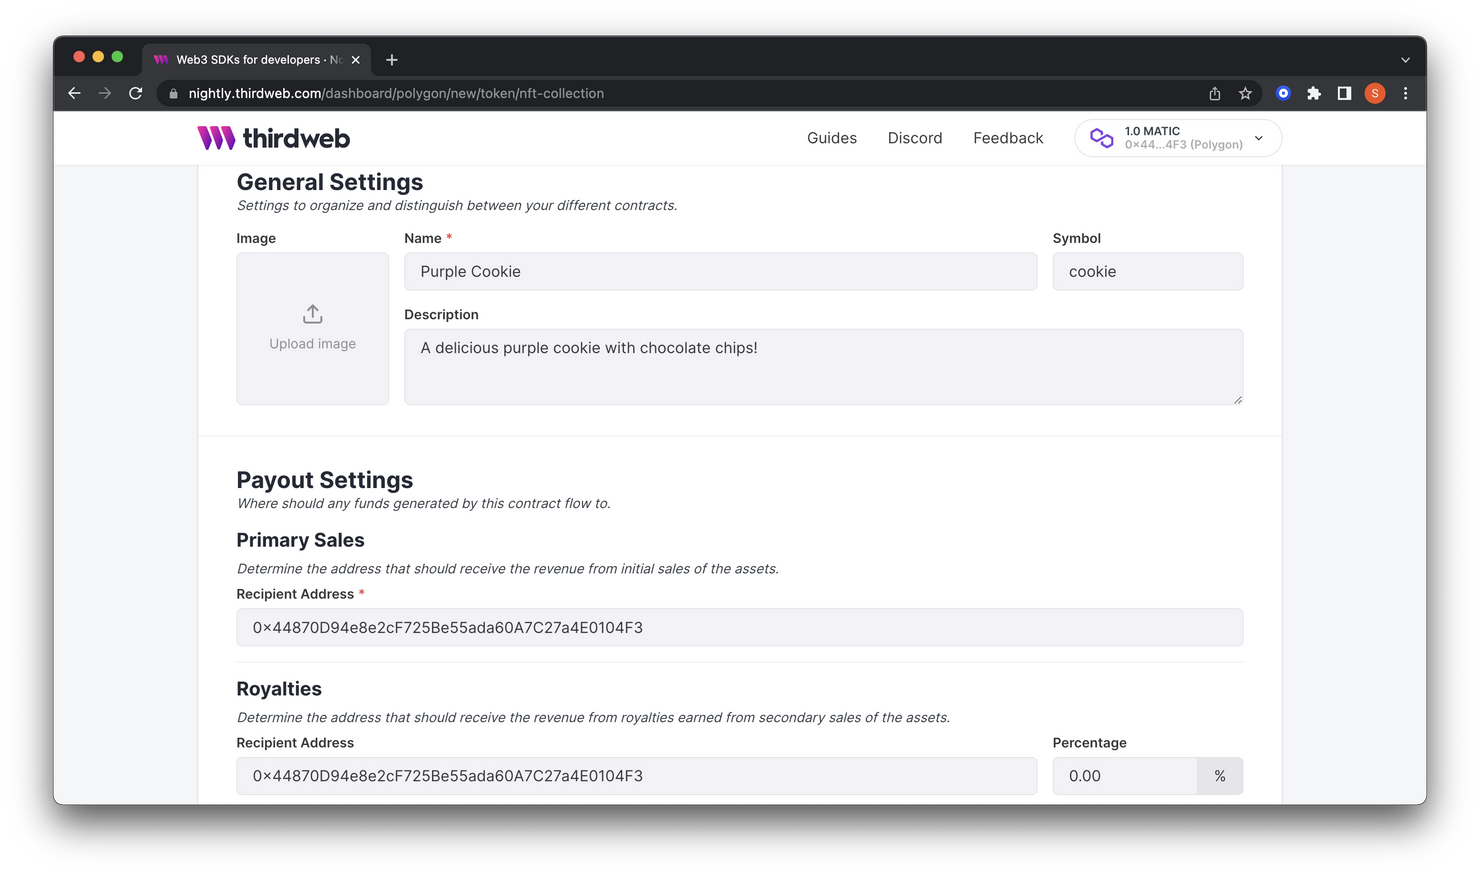 Web3 SDKs for developers · No
nightly.thirdweb.com/dashboard/polygon/new/token/nft-collection
S
thirdweb
Guides
Discord
Feedback
1.0 MATIC
0x44...4F3 (Polygon)
General Settings
Settings to organize and distinguish between your different contracts.
Image
Name *
Symbol
Upload image
Purple Cookie
cookie
Description
A delicious purple cookie with chocolate chips!
Payout Settings
Where should any funds generated by this contract flow to.
Primary Sales
Determine the address that should receive the revenue from initial sales of the assets.
Recipient Address *
0x44870D94e8e2cF725Be55ada60A7C27a4E0104F3
Royalties
Determine the address that should receive the revenue from royalties earned from secondary sales of the assets.
Recipient Address
Percentage
0x44870D94e8e2cF725Be55ada60A7C27a4E0104F3
0.00
%